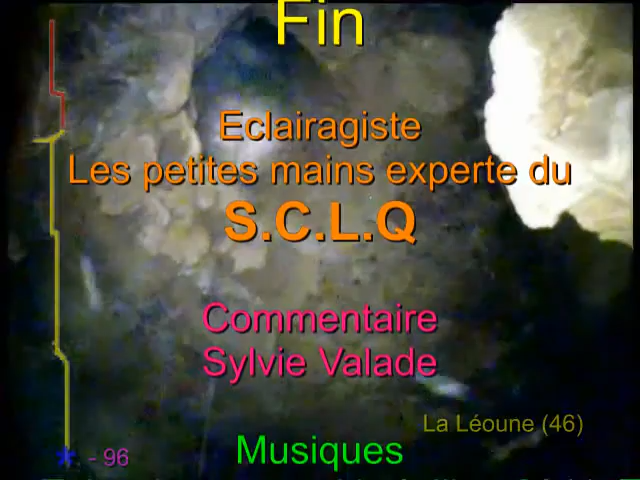 Fin
Eclairagiste
Les petites mains experte du
S.C.L.Q
Commentaire
Sylvie Valade
La Léoune (46)
Musiques
- 96